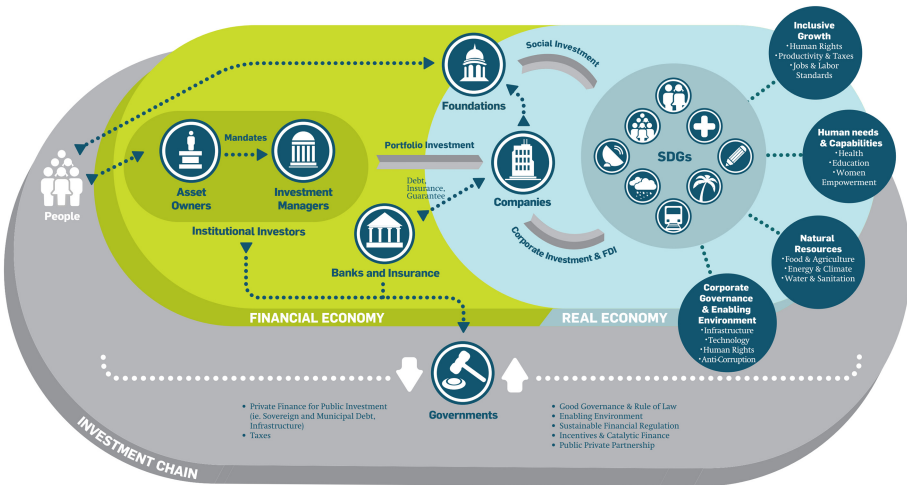 Inclusive
Growth
• Human Rights
• Productivity & Taxes
• Jobs & Labor
Standards
Social Investment
Foundations
Mandates
Portfolio Investment
Human needs
& Capabilities
• Health
• Education
• Women
Empowerment
SDGs
People
Asset
Owners
Investment
Managers
Debt,
Insurance,
Guarantee
Companies
Institutional Investors
Corporate Investment & FDI
Natural
Resources
• Food & Agriculture
• Energy & Climate
• Water & Sanitation
Banks and Insurance
Corporate
Governance
& Enabling
Environment
• Infrastructure
• Technology
• Human Rights
• Anti-Corruption
FINANCIAL ECONOMY
REAL ECONOMY
Governments
• Private Finance for Public Investment
(ie. Sovereign and Municipal Debt,
Infrastructure)
• Taxes
• Good Governance & Rule of Law
Enabling Environment
• Sustainable Financial Regulation
• Incentives & Catalytic Finance
• Public Private Partnership
INVESTMENT CHAIN